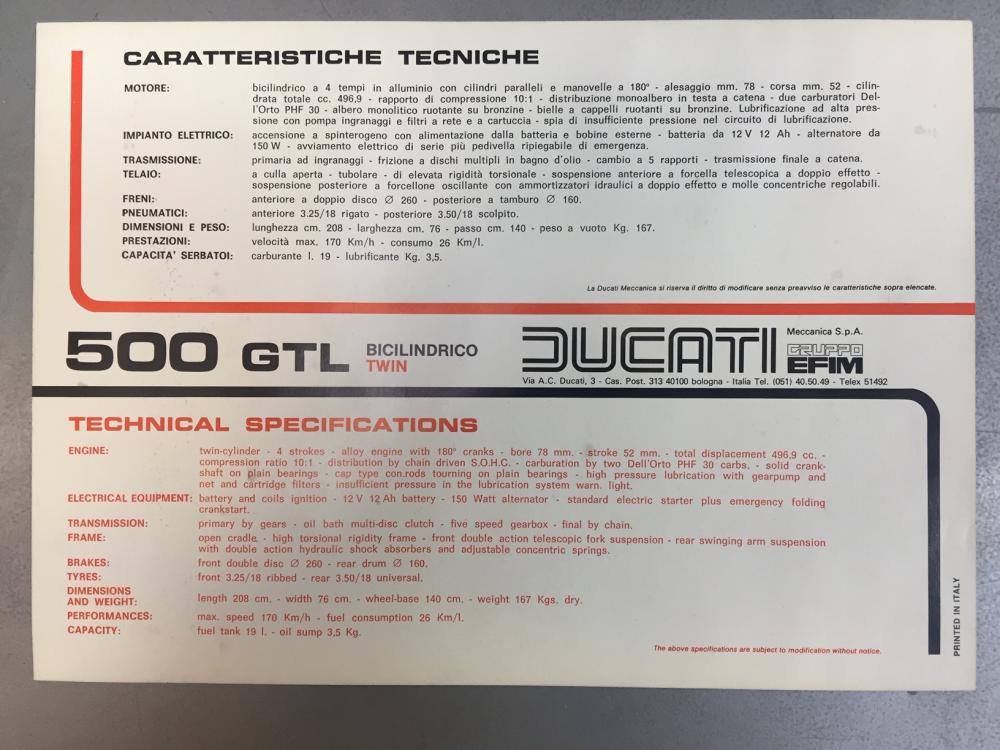 CARATTERISTICHE TECNICHE
MOTORE: bicilindrico a 4 tempi in alluminio con cilindri paralleli e manovelle a 180° - alesaggio mm. 78 - corsa mm. 52 - cilin-
drata totale cc. 496,9 - rapporto di compressione 10:1 - distribuzione monoalbero in testa a catena - due carburatori Del-
l'Orto PHF 30 - albero monolitico ruotante su bronzine - bielle a cappelli ruotanti su bronzine. Lubrificazione ad alta pres-
sione con pompa ingranaggi e filtri a rete e a cartuccia - spia di insufficiente pressione nel circuito di lubrificazione.
IMPIANTO ELETTRICO: accensione a spinterogeno con alimentazione dalla batteria e bobine esterne - batteria da 12 V 12 Ah - alternatore da
150 W - avviamento elettrico di serie più pedivella ripiegabile di emergenza.
TRASMISSIONE: primaria ad ingranaggi - frizione a dischi multipli in bagno d'olio - cambio a 5 rapporti - trasmissione finale a catena.
TELAIO: a culla aperta - tubolare - di elevata rigidità torsionale - sospensione anteriore a forcella telescopica a doppio effetto -
sospensione posteriore a forcellone oscillante con ammortizzatori idraulici a doppio effetto e molle concentriche regolabili.
FRENI: anteriore a doppio disco Ø 260 - posteriore a tamburo Ø 160.
PNEUMATICI: anteriore 3.25/18 rigato - posteriore 3.50/18 scolpito.
DIMENSIONI E PESO: lunghezza cm. 208 - larghezza cm. 76 - passo cm. 140 - peso a vuoto Kg. 167.
PRESTAZIONI: velocità max. 170 Km/h - consumo 26 Km/l.
CAPACITA' SERBATOI: carburante l. 19 - lubrificante Kg. 3,5.
La Ducati Meccanica si riserva il diritto di modificare senza preavviso le caratteristiche sopra elencate.
500 GTL BICILINDRICO
TWIN
DUCATI Meccanica S.p.A.
GRUPPO
EFIM
Via A.C. Ducati, 3 - Cas. Post. 313 40100 bologna - Italia Tel. (051) 40.50.49 - Telex 51492
TECHNICAL SPECIFICATIONS
ENGINE: twin-cylinder - 4 strokes - alloy engine with 180° cranks - bore 78 mm. - stroke 52 mm. - total displacement 496,9 cc. -
compression ratio 10:1 - distribution by chain driven S.O.H.C. - carburation by two Dell'Orto PHF 30 carbs. - solid crank-
shaft on plain bearings - cap type con.rods tourning on plain bearings - high pressure lubrication with gearpump and
net and cartridge filters - insufficient pressure in the lubrication system warn. light.
ELECTRICAL EQUIPMENT: battery and coils ignition - 12 V 12 Ah battery - 150 Watt alternator - standard electric starter plus emergency folding
crankstart.
TRANSMISSION: primary by gears - oil bath multi-disc clutch - five speed gearbox - final by chain.
FRAME: open cradle - high torsional rigidity frame - front double action telescopic fork suspension - rear swinging arm suspension
with double action hydraulic shock absorbers and adjustable concentric springs.
BRAKES: front double disc Ø 260 - rear drum Ø 160.
TYRES: front 3.25/18 ribbed - rear 3.50/18 universal.
DIMENSIONS
AND WEIGHT: length 208 cm. - width 76 cm. - wheel-base 140 cm. - weight 167 Kgs. dry.
PERFORMANCES: max. speed 170 Km/h - fuel consumption 26 Km/l.
CAPACITY: fuel tank 19 l. - oil sump 3,5 Kg.
The above specifications are subject to modification without notice.
PRINTED IN ITALY